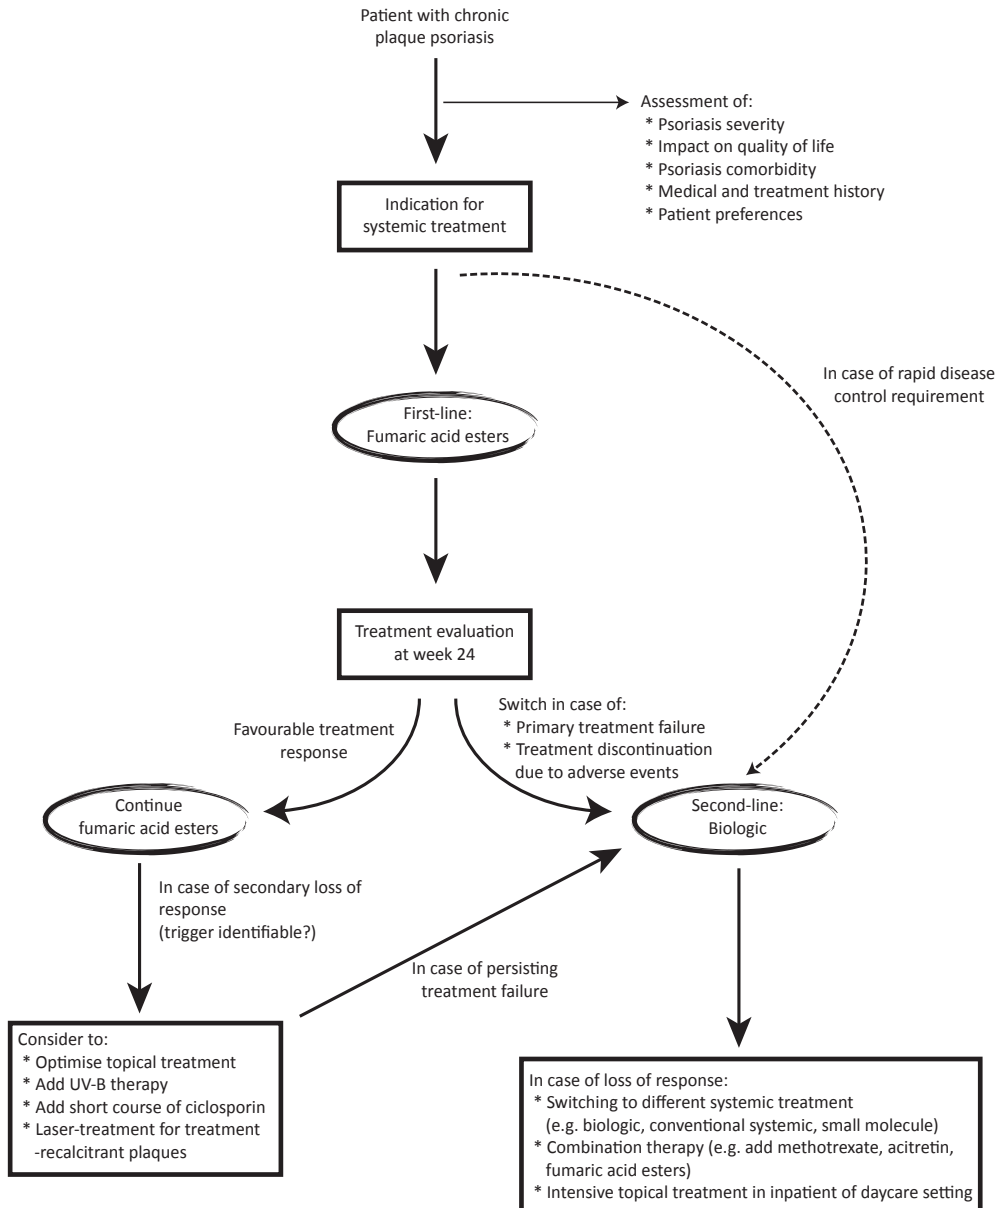 Patient with chronic
plaque psoriasis
Assessment of:
* Psoriasis severity
* Impact on quality of life
* Psoriasis comorbidity
* Medical and treatment history
* Patient preferences
Indication for
systemic treatment
In case of rapid disease
control requirement
First-line:
Fumaric acid esters
Treatment evaluation
at week 24
Favourable treatment
response
Switch in case of:
* Primary treatment failure
* Treatment discontinuation
due to adverse events
Continue
fumaric acid esters
Second-line:
Biologic
In case of secondary loss of
response
(trigger identifiable?)
In case of persisting
treatment failure
Consider to:
* Optimise topical treatment
* Add UV-B therapy
* Add short course of ciclosporin
* Laser-treatment for treatment
-recalcitrant plaques
In case of loss of response:
* Switching to different systemic treatment
(e.g. biologic, conventional systemic, small molecule)
* Combination therapy (e.g. add methotrexate, acitretin,
fumaric acid esters)
* Intensive topical treatment in inpatient of daycare setting